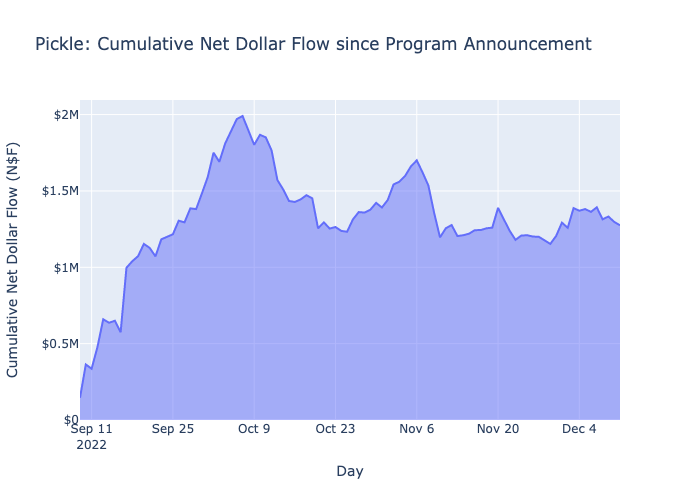 Pickle: Cumulative Net Dollar Flow since Program Announcement
Cumulative Net Dollar Flow (N$F)
$2M
$1.5M
$1M
$0.5M
$0
Sep 11
2022
Sep 25
Oct 9
Oct 23
Nov 6
Nov 20
Dec 4
Day